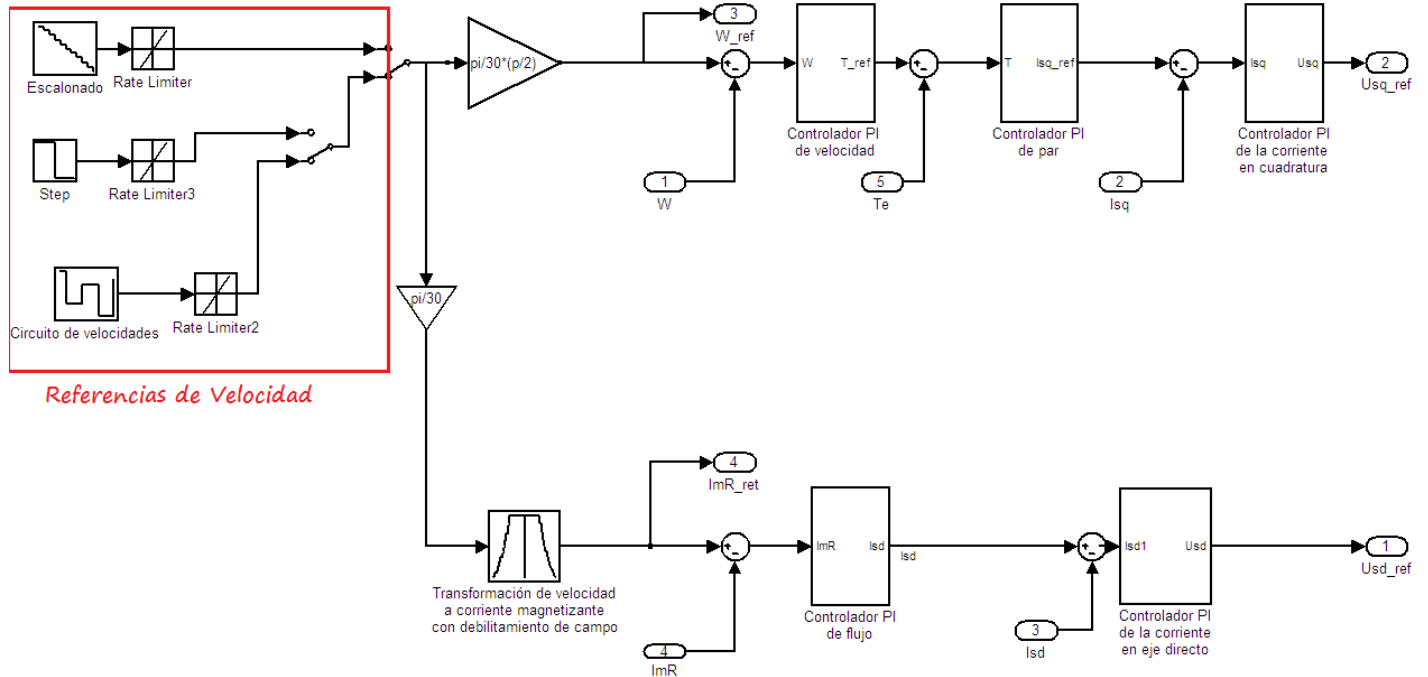 Escalonado
Rate Limiter
Step
Rate Limiter3
Circuito de velocidades
Rate Limiter2
Referencias de Velocidad
pi/30*(p/2)
pi/30
3
W_ref
W
T_ref
Controlador PI
de velocidad
1
W
5
Te
T
Isq_ref
Controlador PI
de par
2
Isq
Isq
Usq
Controlador PI
de la corriente
en cuadratura
2
Usq_ref
Transformación de velocidad
a corriente magnetizante
con debilitamiento de campo
4
ImR_ret
4
ImR
ImR
Isd
Controlador PI
de flujo
Isd
3
Isd
Isd1
Usd
Controlador PI
de la corriente
en eje directo
1
Usd_ref